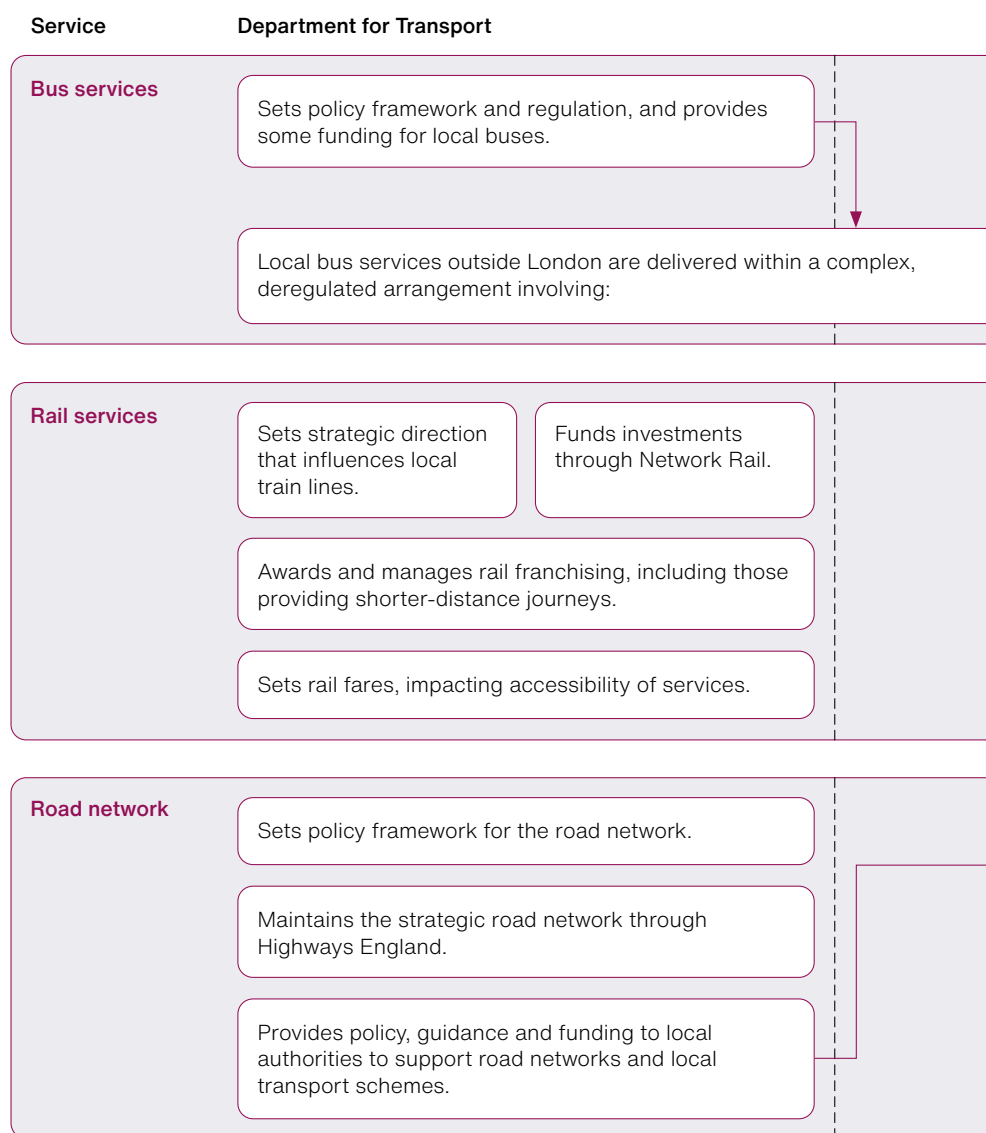 Service
Department for Transport
Bus services
Sets policy framework and regulation, and provides
some funding for local buses.
Local bus services outside London are delivered within a complex,
deregulated arrangement involving:
Rail services
Sets strategic direction
that influences local
train lines.
Funds investments
through Network Rail.
Awards and manages rail franchising, including those
providing shorter-distance journeys.
Sets rail fares, impacting accessibility of services.
Road network
Sets policy framework for the road network.
Maintains the strategic road network through
Highways England.
Provides policy, guidance and funding to local
authorities to support road networks and local
transport schemes.